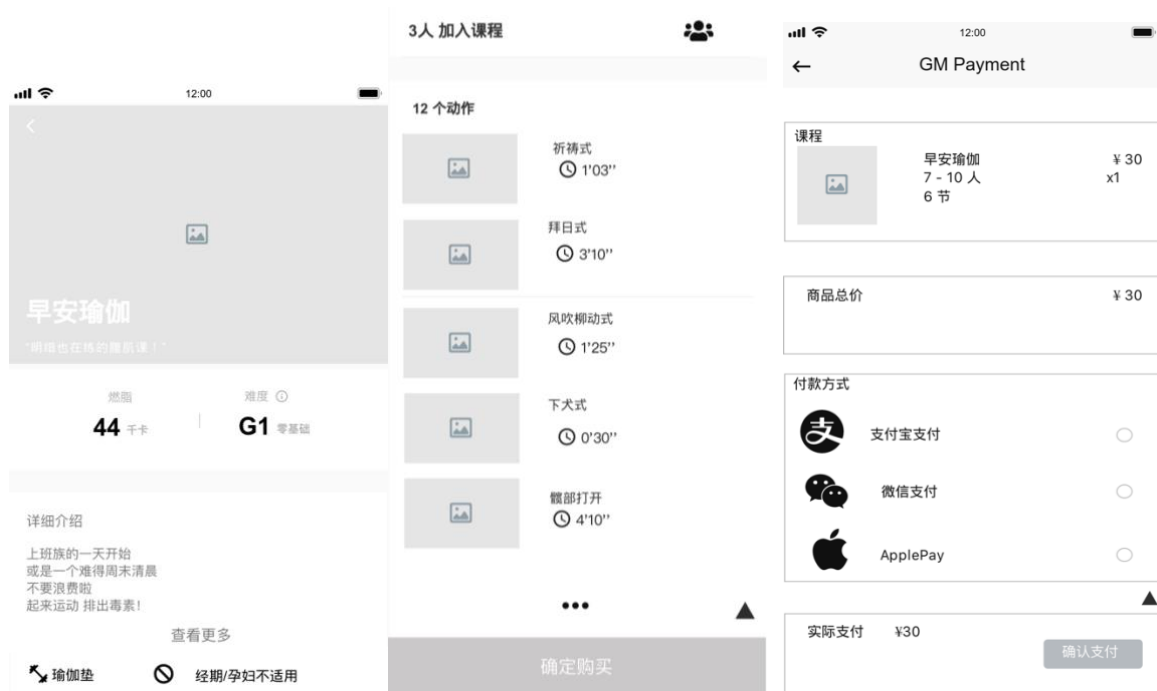 12:00
早安瑜伽
"明细也在练的腹肌课！"
燃脂
难度
44 千卡
G1 零基础
详细介绍
上班族的一天开始
或是一个难得周末清晨
不要浪费啦
起来运动 排出毒素！
查看更多
瑜伽垫
经期/孕妇不适用
3人 加入课程
12 个动作
祈祷式
1'03''
拜日式
3'10''
风吹柳动式
1'25''
下犬式
0'30''
髋部打开
4'10''
确定购买
12:00
GM Payment
课程
早安瑜伽 ¥ 30
7 - 10 人 x1
6 节
商品总价 ¥ 30
付款方式
支付宝支付
微信支付
ApplePay
实际支付 ¥30
确认支付